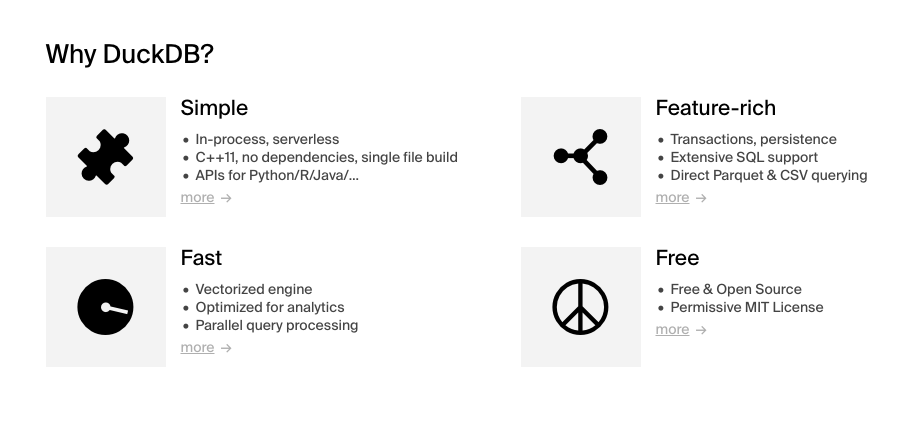 Why DuckDB?
Simple
• In-process, serverless
• C++11, no dependencies, single file build
• APIs for Python/R/Java/...
more →
Feature-rich
• Transactions, persistence
• Extensive SQL support
• Direct Parquet & CSV querying
more →
Fast
• Vectorized engine
• Optimized for analytics
• Parallel query processing
more →
Free
• Free & Open Source
• Permissive MIT License
more →